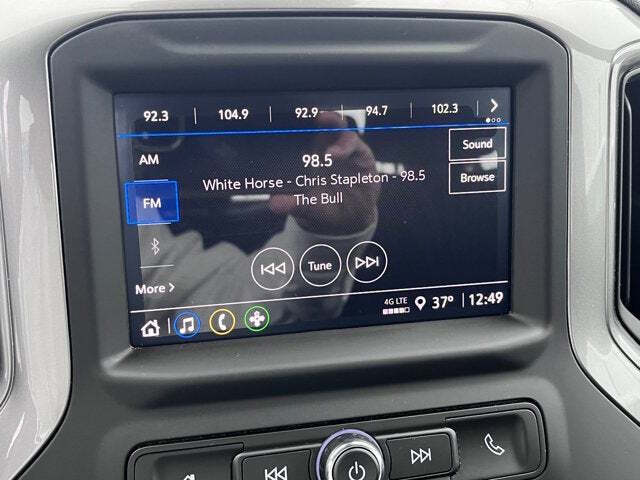 92.3 104.9 92.9 94.7 102.3
AM
98.5
Sound
FM
White Horse - Chris Stapleton - 98.5
The Bull
Browse
Tune
More
4G LTE 37° 12:49